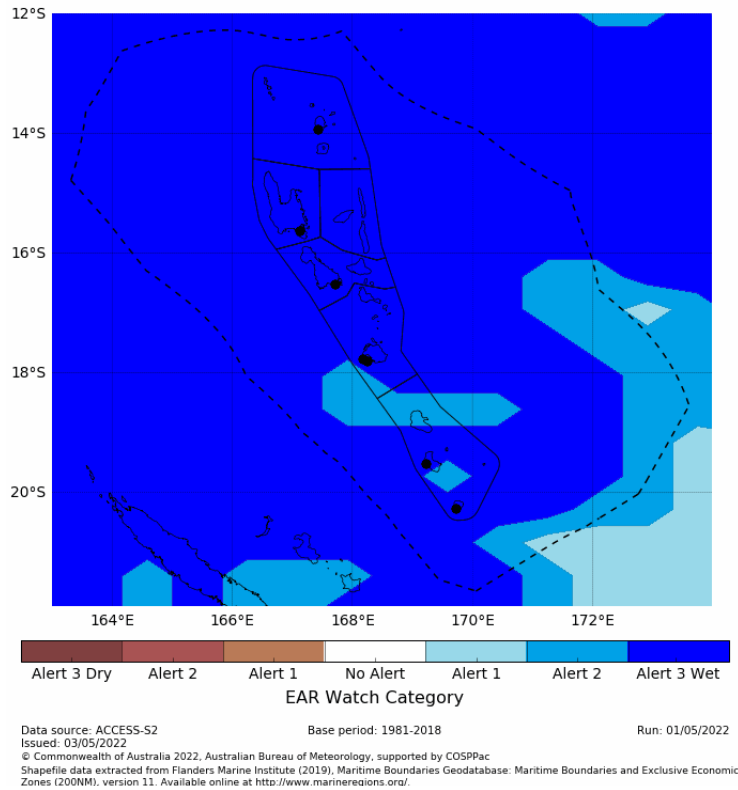 12°S
14°S
16°S
18°S
20°S
164°E 166°E 168°E 170°E 172°E
Alert 3 Dry Alert 2 Alert 1 No Alert Alert 1 Alert 2 Alert 3 Wet
EAR Watch Category
Data source: ACCESS-S2 Base period: 1981-2018 Run: 01/05/2022
Issued: 03/05/2022
© Commonwealth of Australia 2022, Australian Bureau of Meteorology, supported by COSPPac
Shapefile data extracted from Flanders Marine Institute (2019), Maritime Boundaries Geodatabase: Maritime Boundaries and Exclusive Economic
Zones (200NM), version 11. Available online at http://www.marineregions.org/.